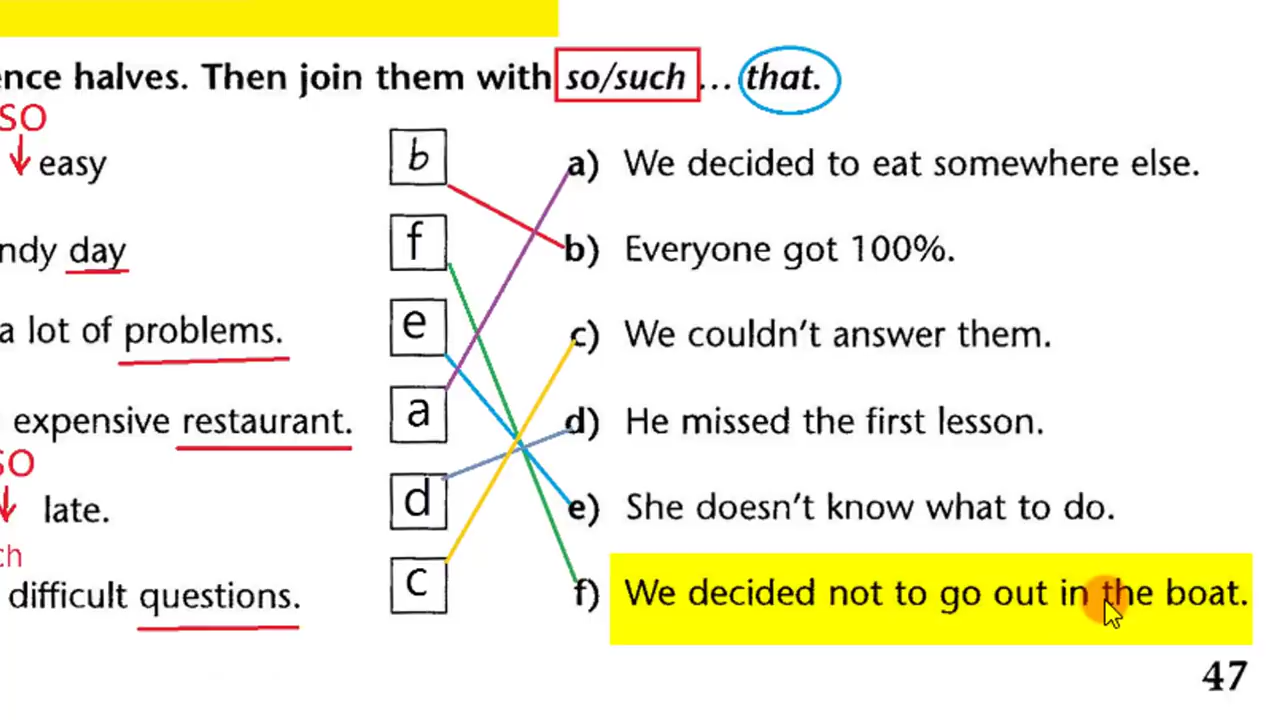 ence halves. Then join them with so/such ... that.
SO
easy b a) We decided to eat somewhere else.
ndy day f b) Everyone got 100%.
a lot of problems. e c) We couldn't answer them.
expensive restaurant. a d) He missed the first lesson.
SO
late. d e) She doesn't know what to do.
ch
difficult questions. c f) We decided not to go out in the boat.
47